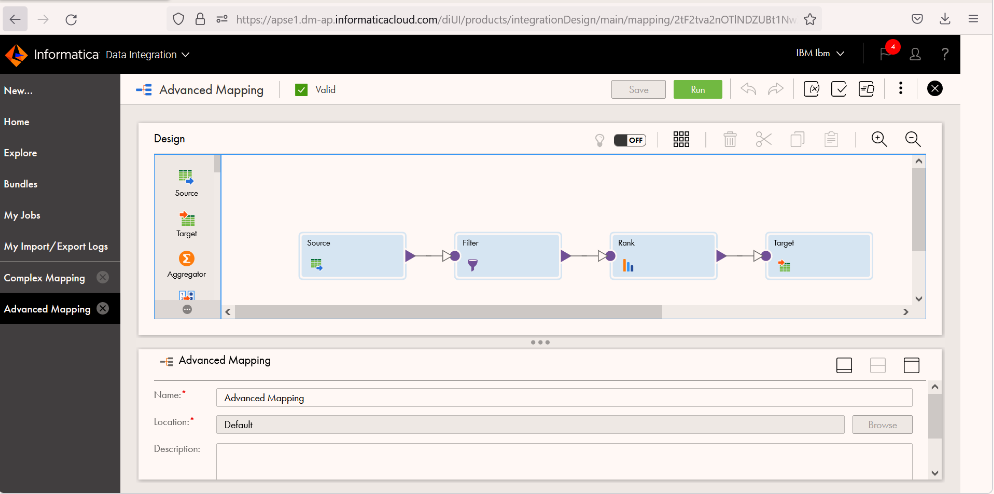 https://apse1.dm-ap.informaticacloud.com/diUI/products/integrationDesign/main/mapping/2tF2tva2nOTlNDZUBt1Nw
Informatica Data Integration
IBM Ibm
4
?
New...
Home
Explore
Bundles
My Jobs
My Import/Export Logs
Complex Mapping
Advanced Mapping
Advanced Mapping
Valid
Save
Run
Design
OFF
Source
Target
Aggregator
Source
Filter
Rank
Target
Advanced Mapping
Name:*
Advanced Mapping
Location:*
Default
Browse
Description: